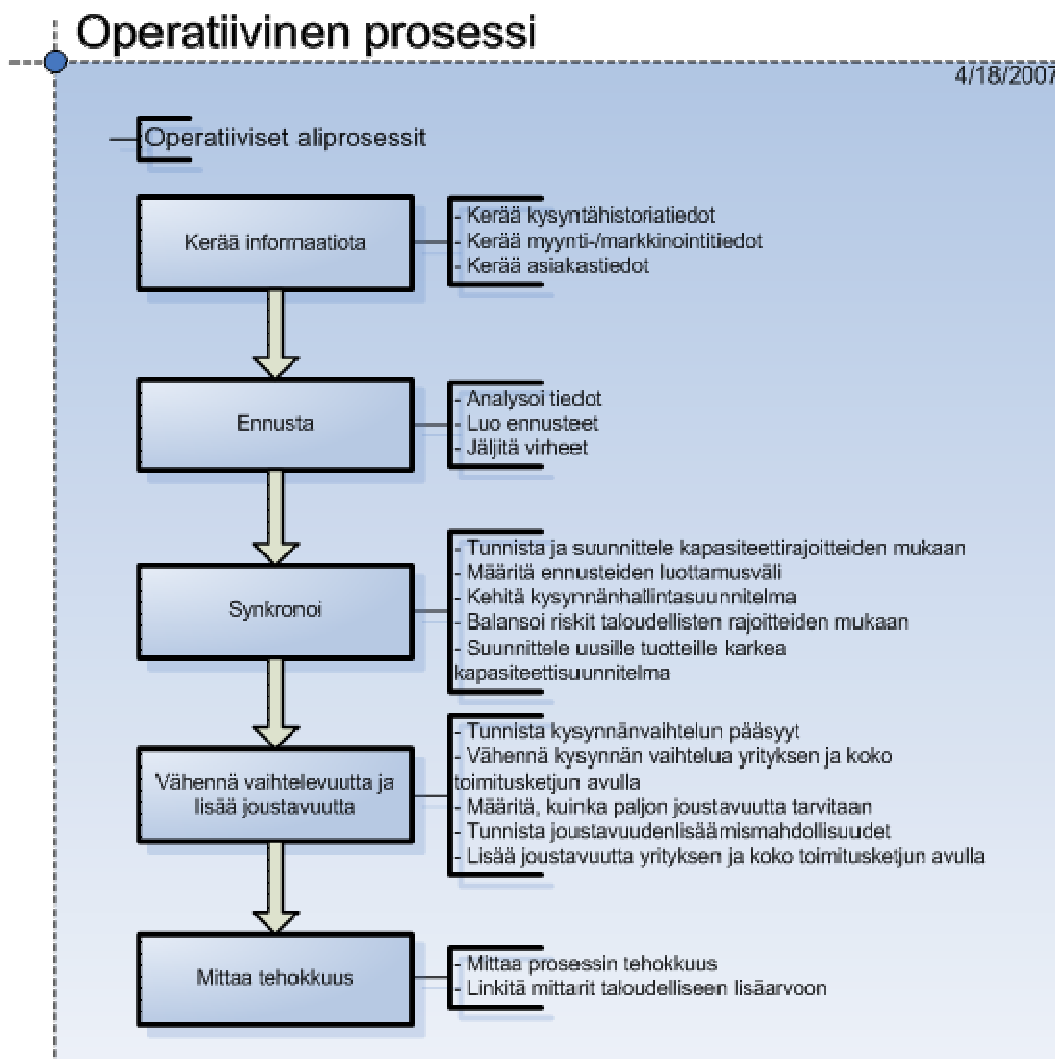 Operatiivinen prosessi
4/18/2007
Operatiiviset aliprosessit
Kerää informaatiota
- Kerää kysyntähistoriatiedot
- Kerää myynti-/markkinointitiedot
- Kerää asiakastiedot
Ennusta
- Analysoi tiedot
- Luo ennusteet
- Jäljitä virheet
Synkronoi
- Tunnista ja suunnittele kapasiteettirajoitteiden mukaan
- Määritä ennusteiden luottamusväli
- Kehitä kysynnänhallintasuunnitelma
- Balansoi riskit taloudellisten rajoitteiden mukaan
- Suunnittele uusille tuotteille karkea
kapasiteettisuunnitelma
Vähennä vaihtelevuutta ja
lisää joustavuutta
- Tunnista kysynnänvaihtelun pääsyyt
- Vähennä kysynnän vaihtelua yrityksen ja koko
toimitusketjun avulla
- Määritä, kuinka paljon joustavuutta tarvitaan
- Tunnista joustavuudenlisäämismahdollisuudet
- Lisää joustavuutta yrityksen ja koko toimitusketjun avulla
Mittaa tehokkuus
- Mittaa prosessin tehokkuus
- Linkitä mittarit taloudelliseen lisäarvoon